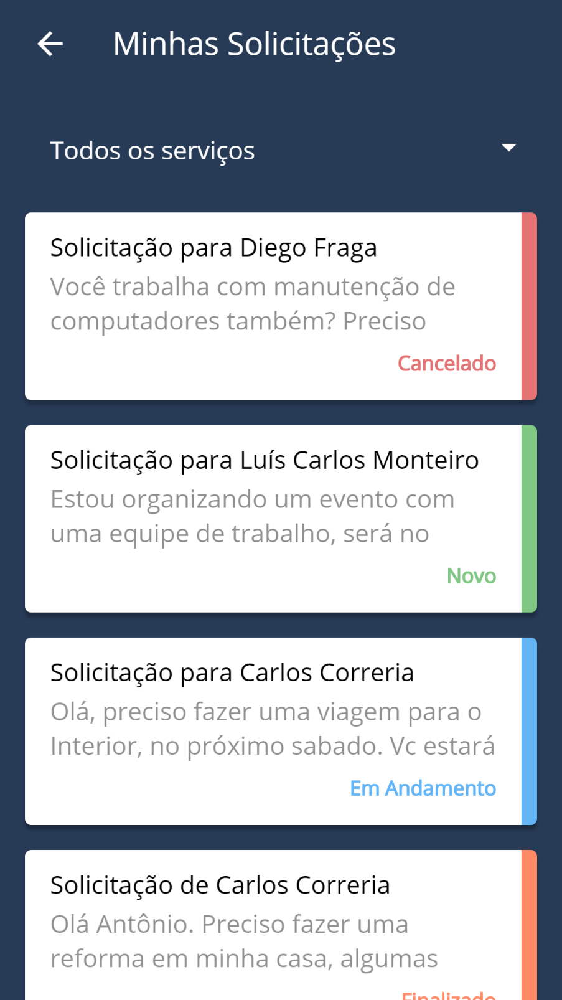 Minhas Solicitações
Todos os serviços
Solicitação para Diego Fraga
Você trabalha com manutenção de
computadores também? Preciso
Cancelado
Solicitação para Luís Carlos Monteiro
Estou organizando um evento com
uma equipe de trabalho, será no
Novo
Solicitação para Carlos Correria
Olá, preciso fazer uma viagem para o
Interior, no próximo sabado. Vc estará
Em Andamento
Solicitação de Carlos Correria
Olá Antônio. Preciso fazer uma
reforma em minha casa, algumas
Finalizado